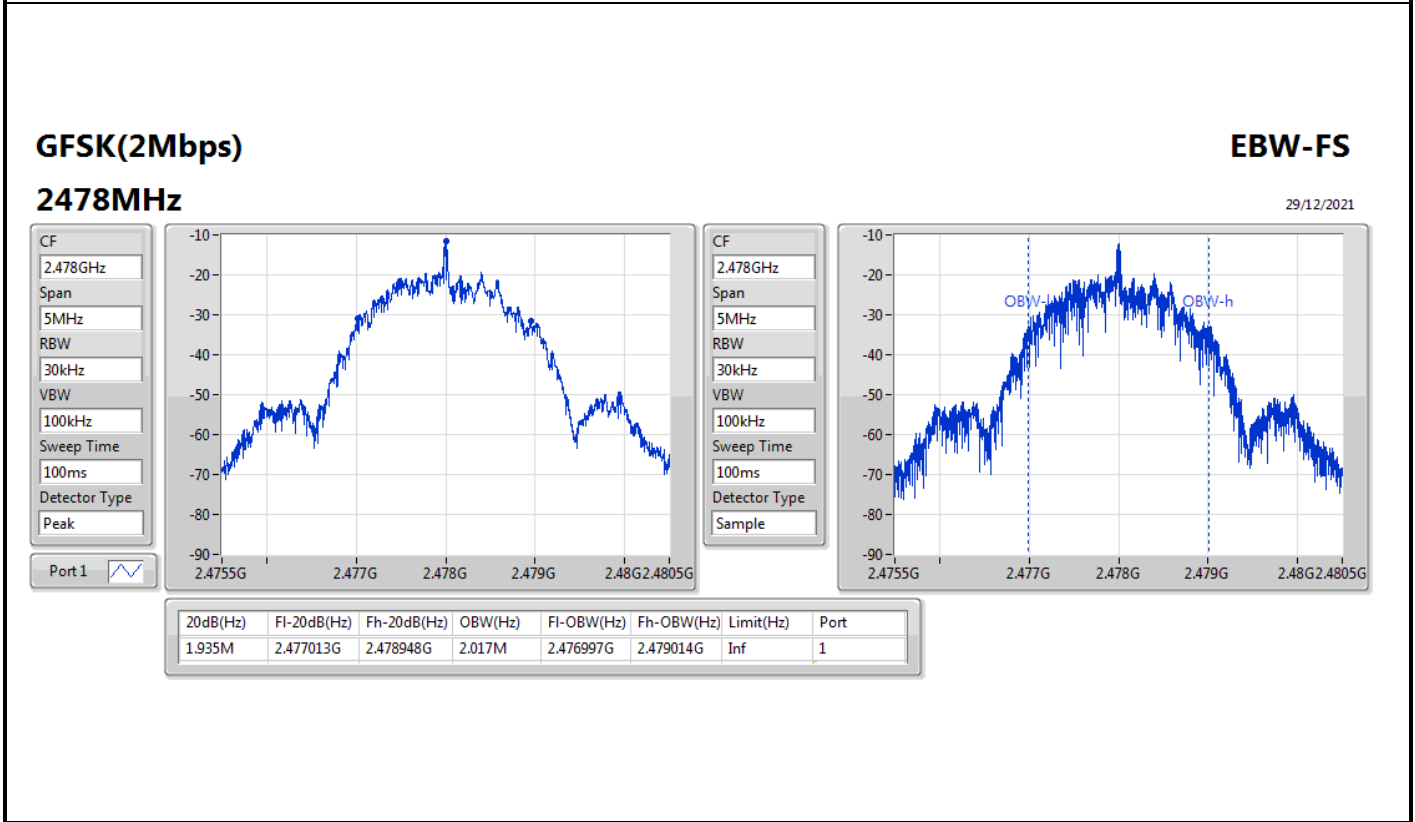 GFSK(2Mbps)
EBW-FS
2478MHz
29/12/2021
CF
2.478GHz
Span
5MHz
RBW
30kHz
VBW
100kHz
Sweep Time
100ms
Detector Type
Peak
Port 1
-10
-20
-30
-40
-50
-60
-70
-80
-90
2.4755G 2.477G 2.478G 2.479G 2.48G 2.4805G
CF
2.478GHz
Span
5MHz
RBW
30kHz
VBW
100kHz
Sweep Time
100ms
Detector Type
Sample
-10
-20
-30
-40
-50
-60
-70
-80
-90
OBW-l OBW-h
2.4755G 2.477G 2.478G 2.479G 2.48G 2.4805G
20dB(Hz) Fl-20dB(Hz) Fh-20dB(Hz) OBW(Hz) Fl-OBW(Hz) Fh-OBW(Hz) Limit(Hz) Port
1.935M 2.477013G 2.478948G 2.017M 2.476997G 2.479014G Inf 1